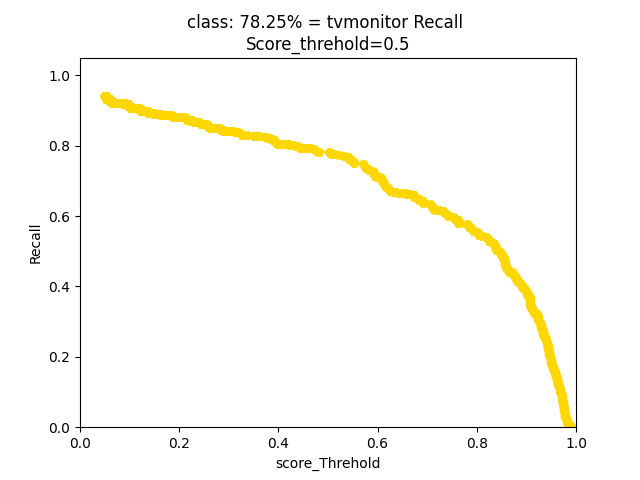 class: 78.25% = tvmonitor Recall
Score_threhold=0.5
1.0
0.8
0.6
0.4
0.2
0.0
Recall
0.0 0.2 0.4 0.6 0.8 1.0
score_Threhold